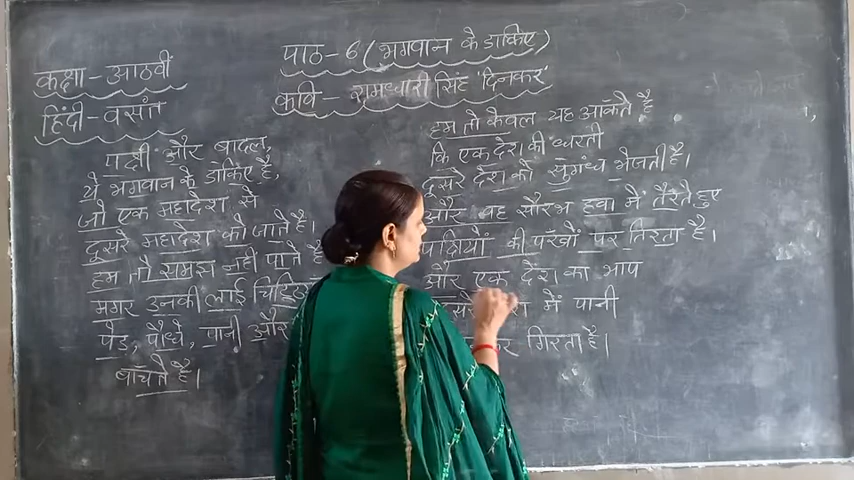 कक्षा - आठवीं
हिंदी - वसंत
पाठ - 6 (भगवान के डाकिए)
कवि - रामधारी सिंह 'दिनकर'
पक्षी और बादल,
ये भगवान के डाकिए है,
जो एक महादेश से
दूसरे महादेश को जाते है।
हम तो समझ नहीं पाते है
मगर उनकी लाई
पेड़, पौधे, पानी और
बाँचते है।
हम तो केवल यह आँकते है
कि एक देश की धरती
दूसरे देश को सुगंध भेजती है।
और वह सौरभ हवा में तैरते हुए
पक्षियों की पाँखों पर तिरता है।
और एक देश का भाप
में पानी
गिरता है।